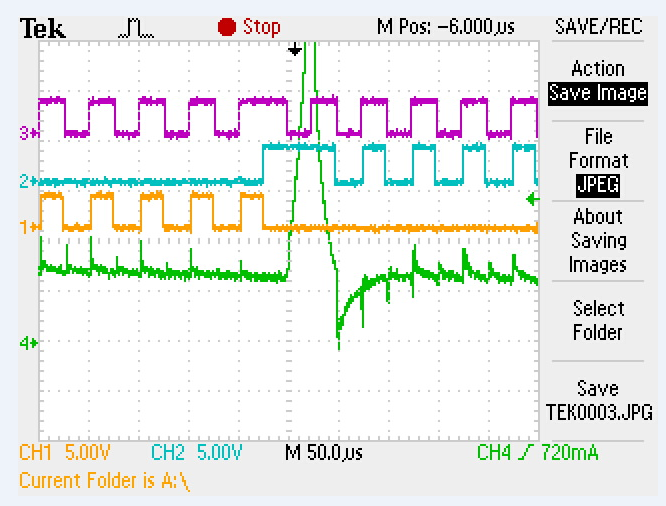 Tek Stop M Pos: -6.000µs SAVE/REC
Action
Save Image
File
Format
JPEG
About
Saving
Images
Select
Folder
Save
TEK0003.JPG
3
2
1
4
CH1 5.00V CH2 5.00V M 50.0µs CH4 720mA
Current Folder is A:\